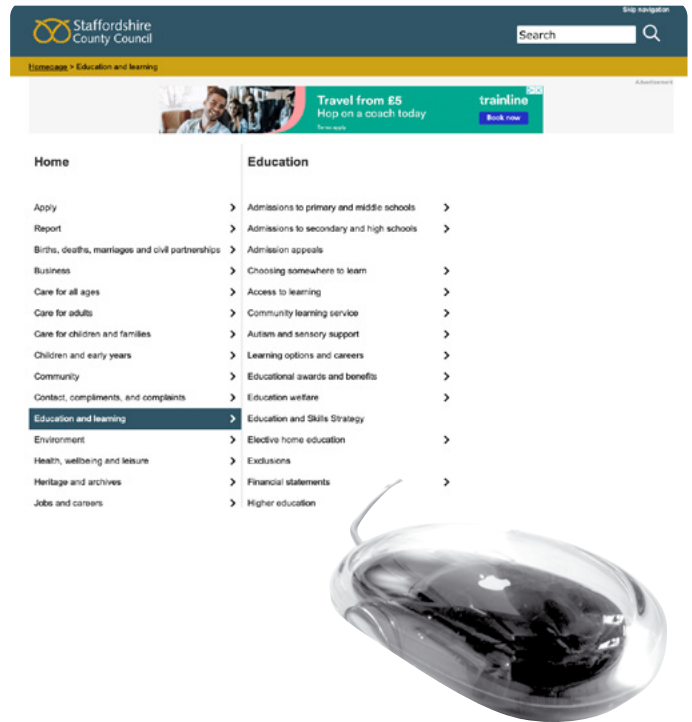 Skip navigation
Staffordshire
County Council
Search
Homepage > Education and learning
Advertisement
Travel from £5
Hop on a coach today
Ts&cs apply
trainline
Book now
Home
Apply
Report
Births, deaths, marriages and civil partnerships
Business
Care for all ages
Care for adults
Care for children and families
Children and early years
Community
Contact, compliments, and complaints
Education and learning
Environment
Health, wellbeing and leisure
Heritage and archives
Jobs and careers
Education
Admissions to primary and middle schools
Admissions to secondary and high schools
Admission appeals
Choosing somewhere to learn
Access to learning
Community learning service
Autism and sensory support
Learning options and careers
Educational awards and benefits
Education welfare
Education and Skills Strategy
Elective home education
Exclusions
Financial statements
Higher education